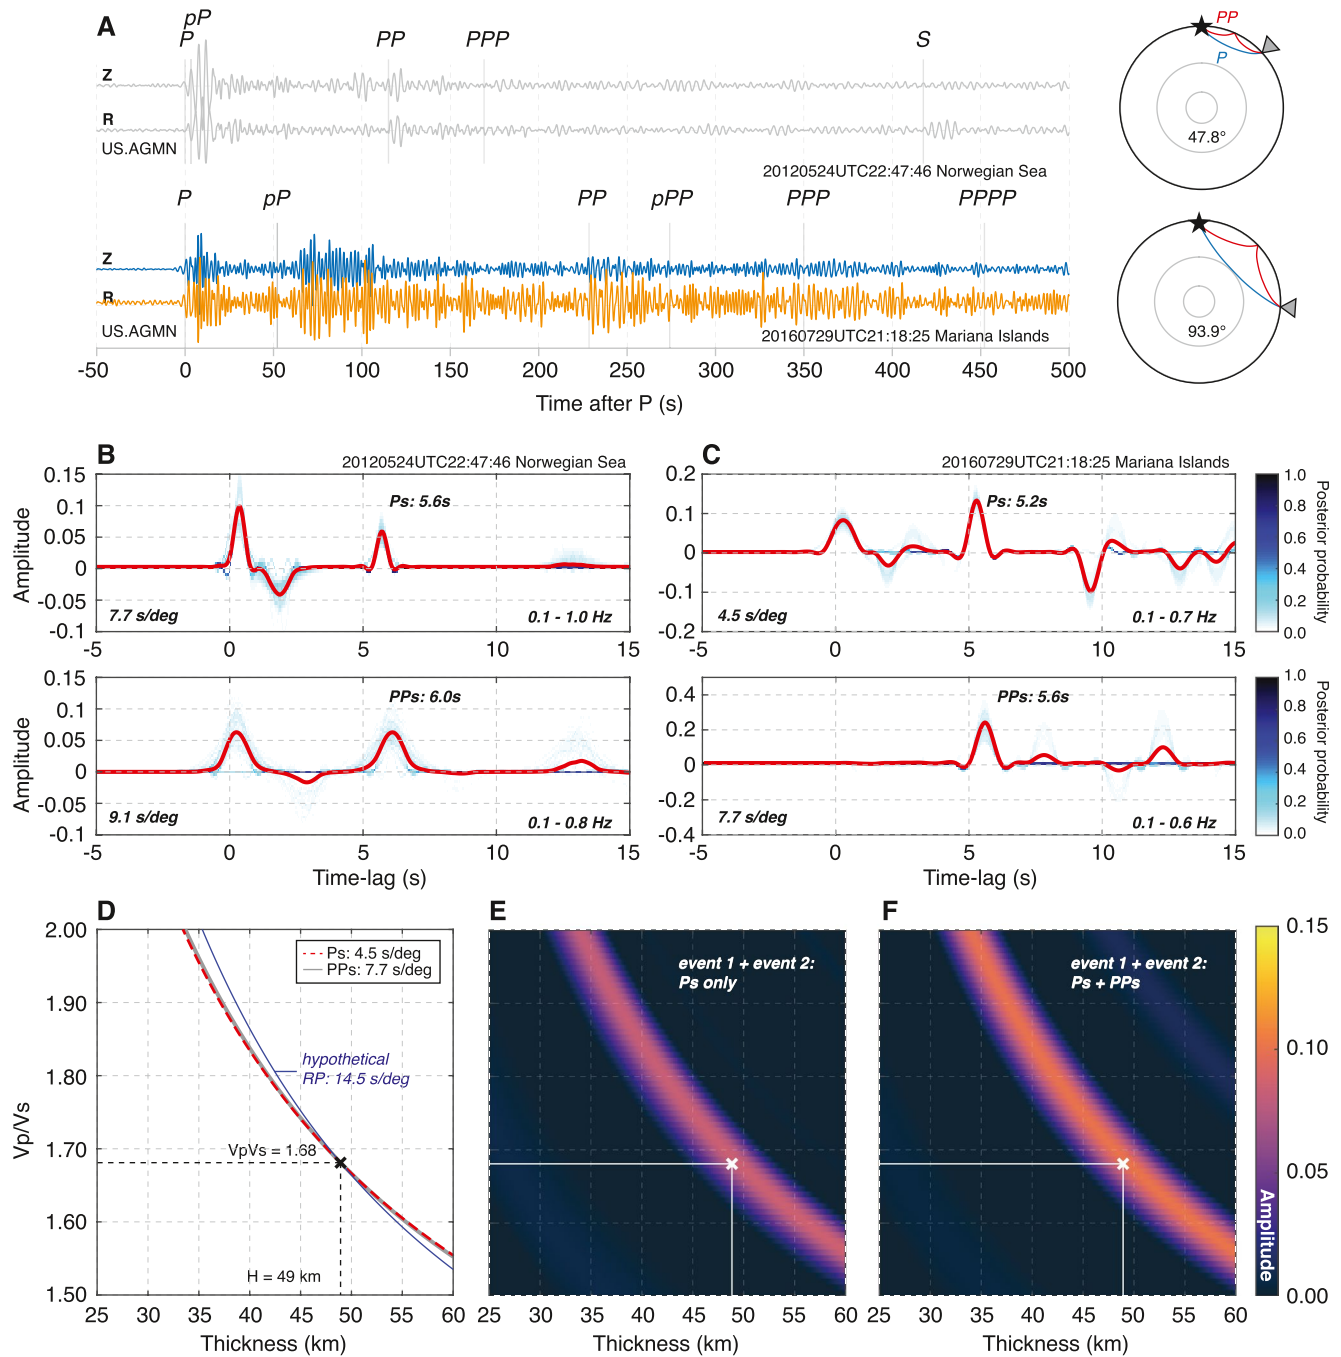 A
pP
P
PP
PPP
S
Z
R
US.AGMN
20120524UTC22:47:46 Norwegian Sea
P
pP
PP
pPP
PPP
PPPP
Z
R
US.AGMN
20160729UTC21:18:25 Mariana Islands
-50 0 50 100 150 200 250 300 350 400 450 500
Time after P (s)
PP
P
47.8°
93.9°
B
20120524UTC22:47:46 Norwegian Sea
Amplitude
0.15
0.1
0.05
0
-0.05
-0.1
Ps: 5.6s
7.7 s/deg
0.1 - 1.0 Hz
-5 0 5 10 15
Amplitude
0.15
0.1
0.05
0
-0.05
-0.1
PPs: 6.0s
9.1 s/deg
0.1 - 0.8 Hz
-5 0 5 10 15
Time-lag (s)
C
20160729UTC21:18:25 Mariana Islands
0.2
0.1
0
-0.1
-0.2
Ps: 5.2s
4.5 s/deg
0.1 - 0.7 Hz
-5 0 5 10 15
1.0
0.8
0.6
0.4
0.2
0.0
Posterior probability
0.4
0.2
0
-0.2
-0.4
PPs: 5.6s
7.7 s/deg
0.1 - 0.6 Hz
-5 0 5 10 15
Time-lag (s)
1.0
0.8
0.6
0.4
0.2
0.0
Posterior probability
D
Vp/Vs
2.00
1.90
1.80
1.70
1.60
1.50
Ps: 4.5 s/deg
PPs: 7.7 s/deg
hypothetical
RP: 14.5 s/deg
VpVs = 1.68
H = 49 km
25 30 35 40 45 50 55 60
Thickness (km)
E
event 1 + event 2:
Ps only
25 30 35 40 45 50 55 60
Thickness (km)
F
event 1 + event 2:
Ps + PPs
25 30 35 40 45 50 55 60
Thickness (km)
0.15
0.10
0.05
0.00
Amplitude